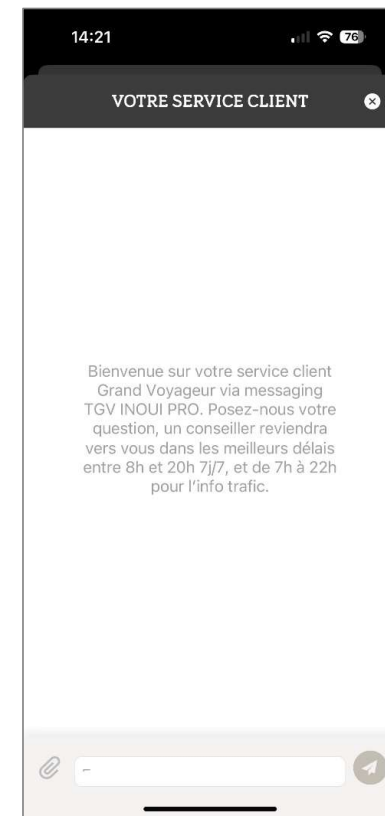 14:21
76
VOTRE SERVICE CLIENT
Bienvenue sur votre service client
Grand Voyageur via messaging
TGV INOUI PRO. Posez-nous votre
question, un conseiller reviendra
vers vous dans les meilleurs délais
entre 8h et 20h 7j/7, et de 7h à 22h
pour l'info trafic.